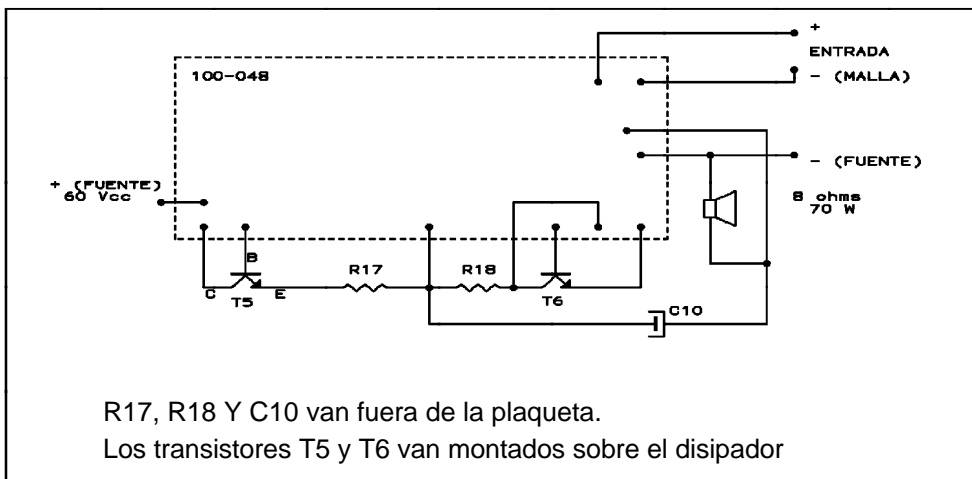 +
ENTRADA
100-048
- (MALLA)
- (FUENTE)
+ (FUENTE)
60 Vcc
8 ohms
70 W
B
R17
R18
C
T5
E
T6
C10
R17, R18 Y C10 van fuera de la plaqueta.
Los transistores T5 y T6 van montados sobre el disipador